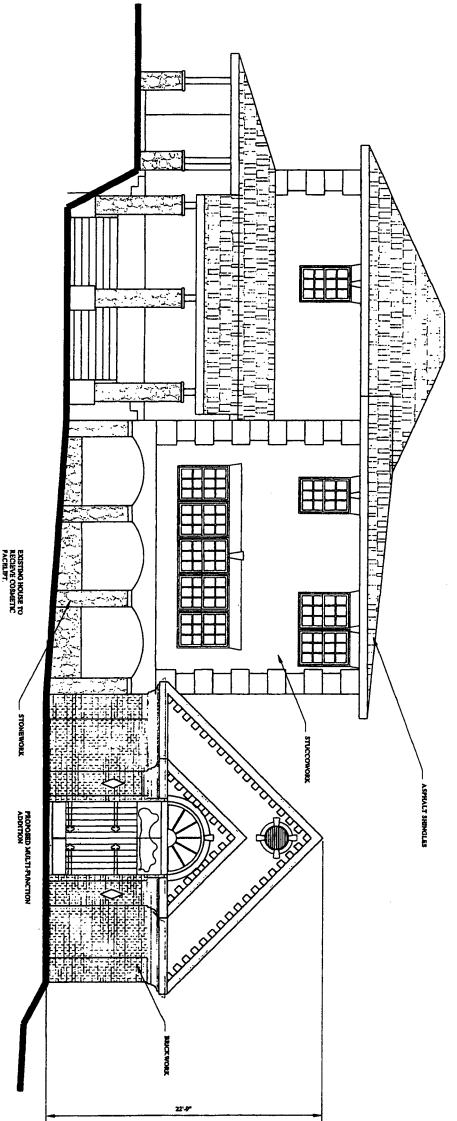 ASPHALT SHINGLES
STUCCOWORK
BRICKWORK
22'-9"
EXISTING HOUSE TO
RECEIVE COSMETIC
FACELIFT.
STONEWORK
PROPOSED MULTI-FUNCTION
ADDITION